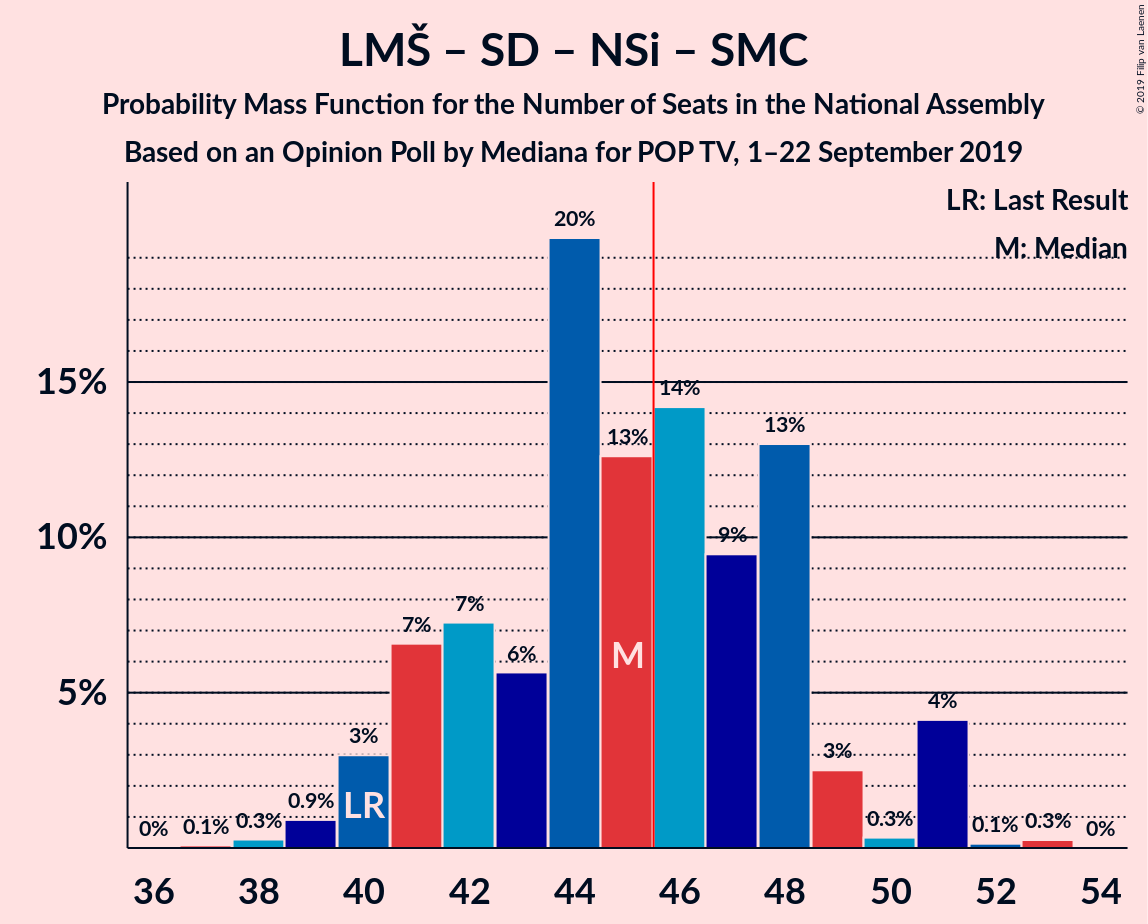 LMŠ – SD – NSi – SMC
Probability Mass Function for the Number of Seats in the National Assembly
Based on an Opinion Poll by Mediana for POP TV, 1–22 September 2019
© 2019 Filip van Laenen
LR: Last Result
M: Median
15%
10%
5%
0%
0.1%
0.3%
0.9%
3%
7%
7%
6%
20%
13%
14%
9%
13%
3%
0.3%
4%
0.1%
0.3%
0%
LR
M
36 38 40 42 44 46 48 50 52 54